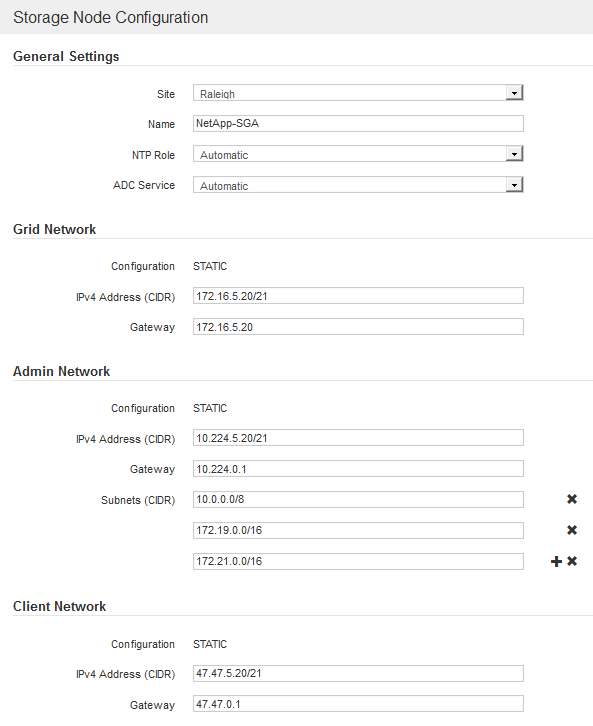 Storage Node Configuration
General Settings
Site Raleigh
Name NetApp-SGA
NTP Role Automatic
ADC Service Automatic
Grid Network
Configuration STATIC
IPv4 Address (CIDR) 172.16.5.20/21
Gateway 172.16.5.20
Admin Network
Configuration STATIC
IPv4 Address (CIDR) 10.224.5.20/21
Gateway 10.224.0.1
Subnets (CIDR) 10.0.0.0/8
172.19.0.0/16
172.21.0.0/16
Client Network
Configuration STATIC
IPv4 Address (CIDR) 47.47.5.20/21
Gateway 47.47.0.1